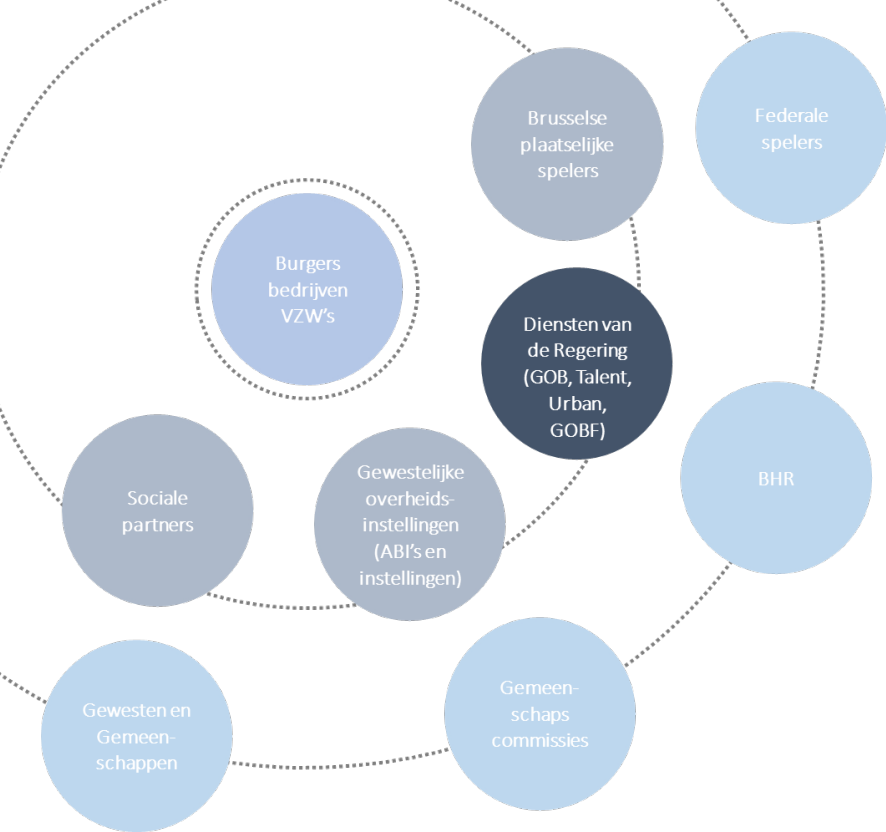 Brusselse
plaatselijke
spelers
Federale
spelers
Burgers
bedrijven
VZW's
Diensten van
de Regering
(GOB, Talent,
Urban,
GOBF)
Sociale
partners
Gewestelijke
overheids-
instellingen
(ABI's en
instellingen)
BHR
Gewesten en
Gemeen-
schappen
Gemeen-
schaps
commissies